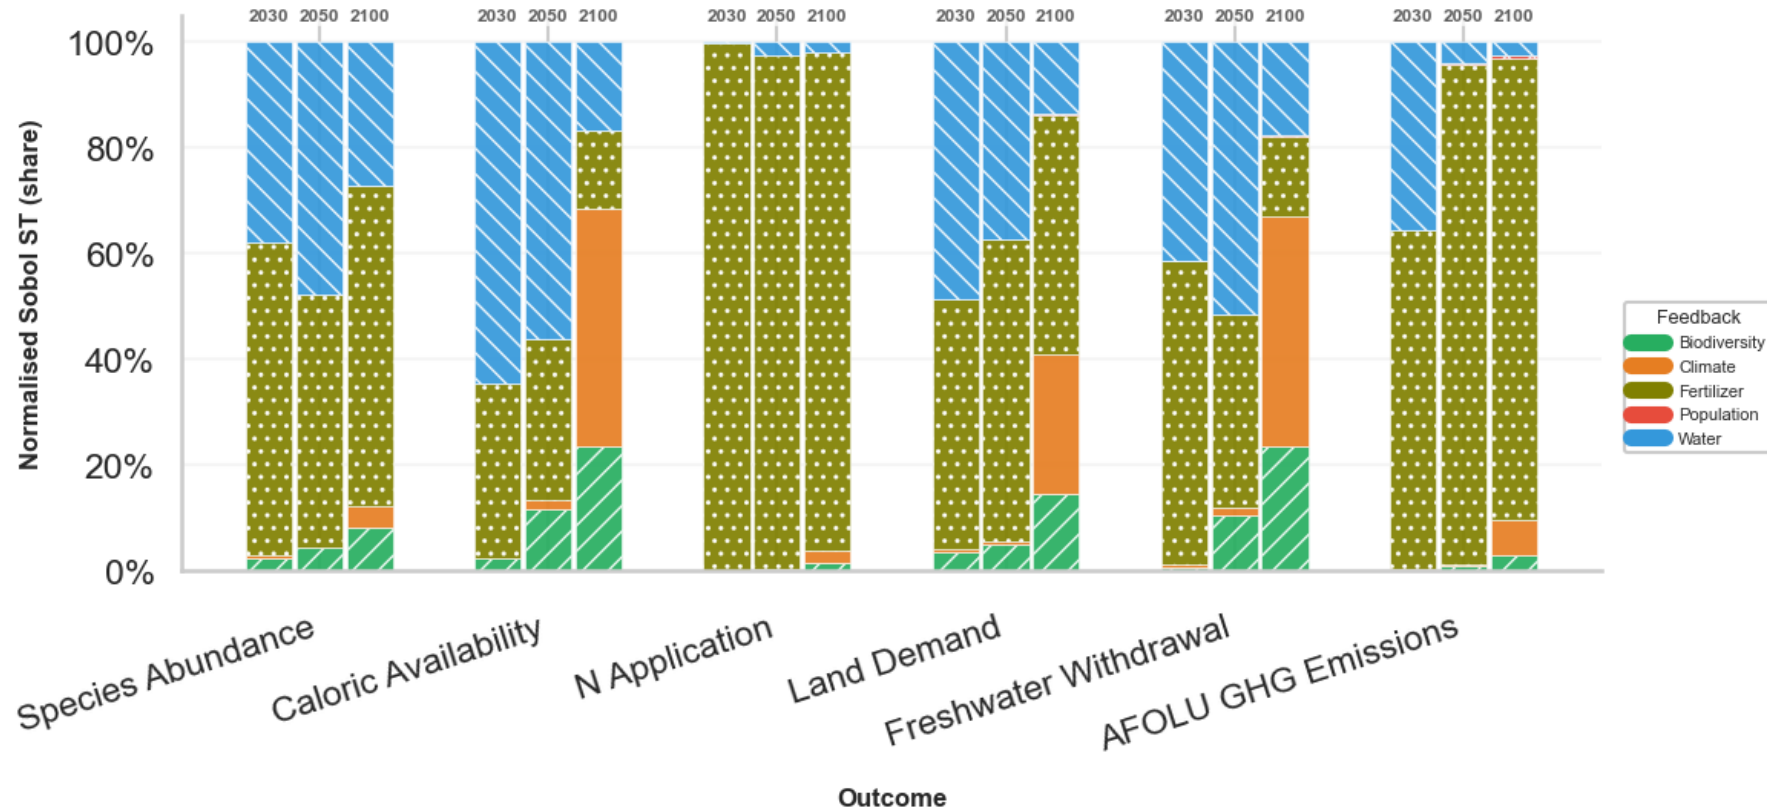 2030 2050 2100 2030 2050 2100 2030 2050 2100 2030 2050 2100 2030 2050 2100 2030 2050 2100
100%
80%
60%
40%
20%
0%
Normalised Sobol ST (share)
Feedback
Biodiversity
Climate
Fertilizer
Population
Water
Species Abundance
Caloric Availability
N Application
Land Demand
Freshwater Withdrawal
AFOLU GHG Emissions
Outcome